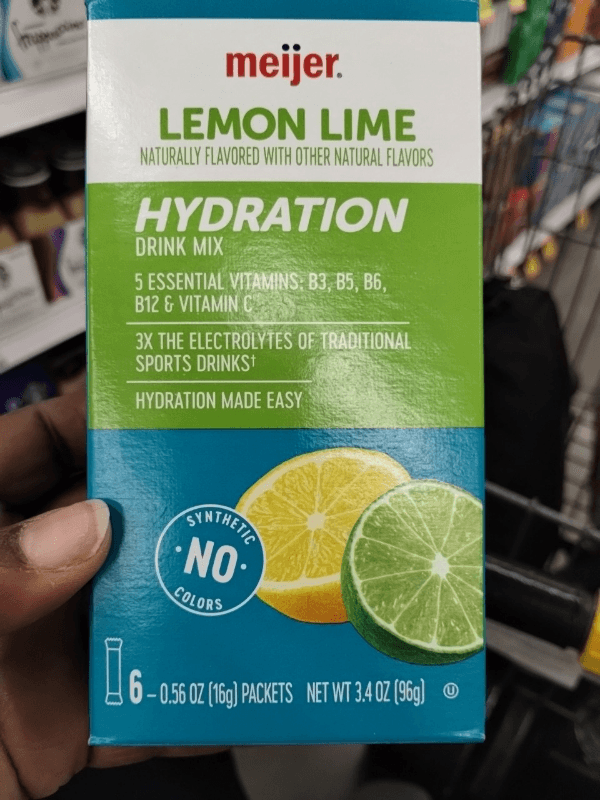 meijer.
LEMON LIME
NATURALLY FLAVORED WITH OTHER NATURAL FLAVORS
HYDRATION
DRINK MIX
5 ESSENTIAL VITAMINS: B3, B5, B6,
B12 & VITAMIN C
3X THE ELECTROLYTES OF TRADITIONAL
SPORTS DRINKS†
HYDRATION MADE EASY
SYNTHETIC
·NO·
COLORS
6 – 0.56 OZ (16g) PACKETS NET WT 3.4 OZ (96g) U